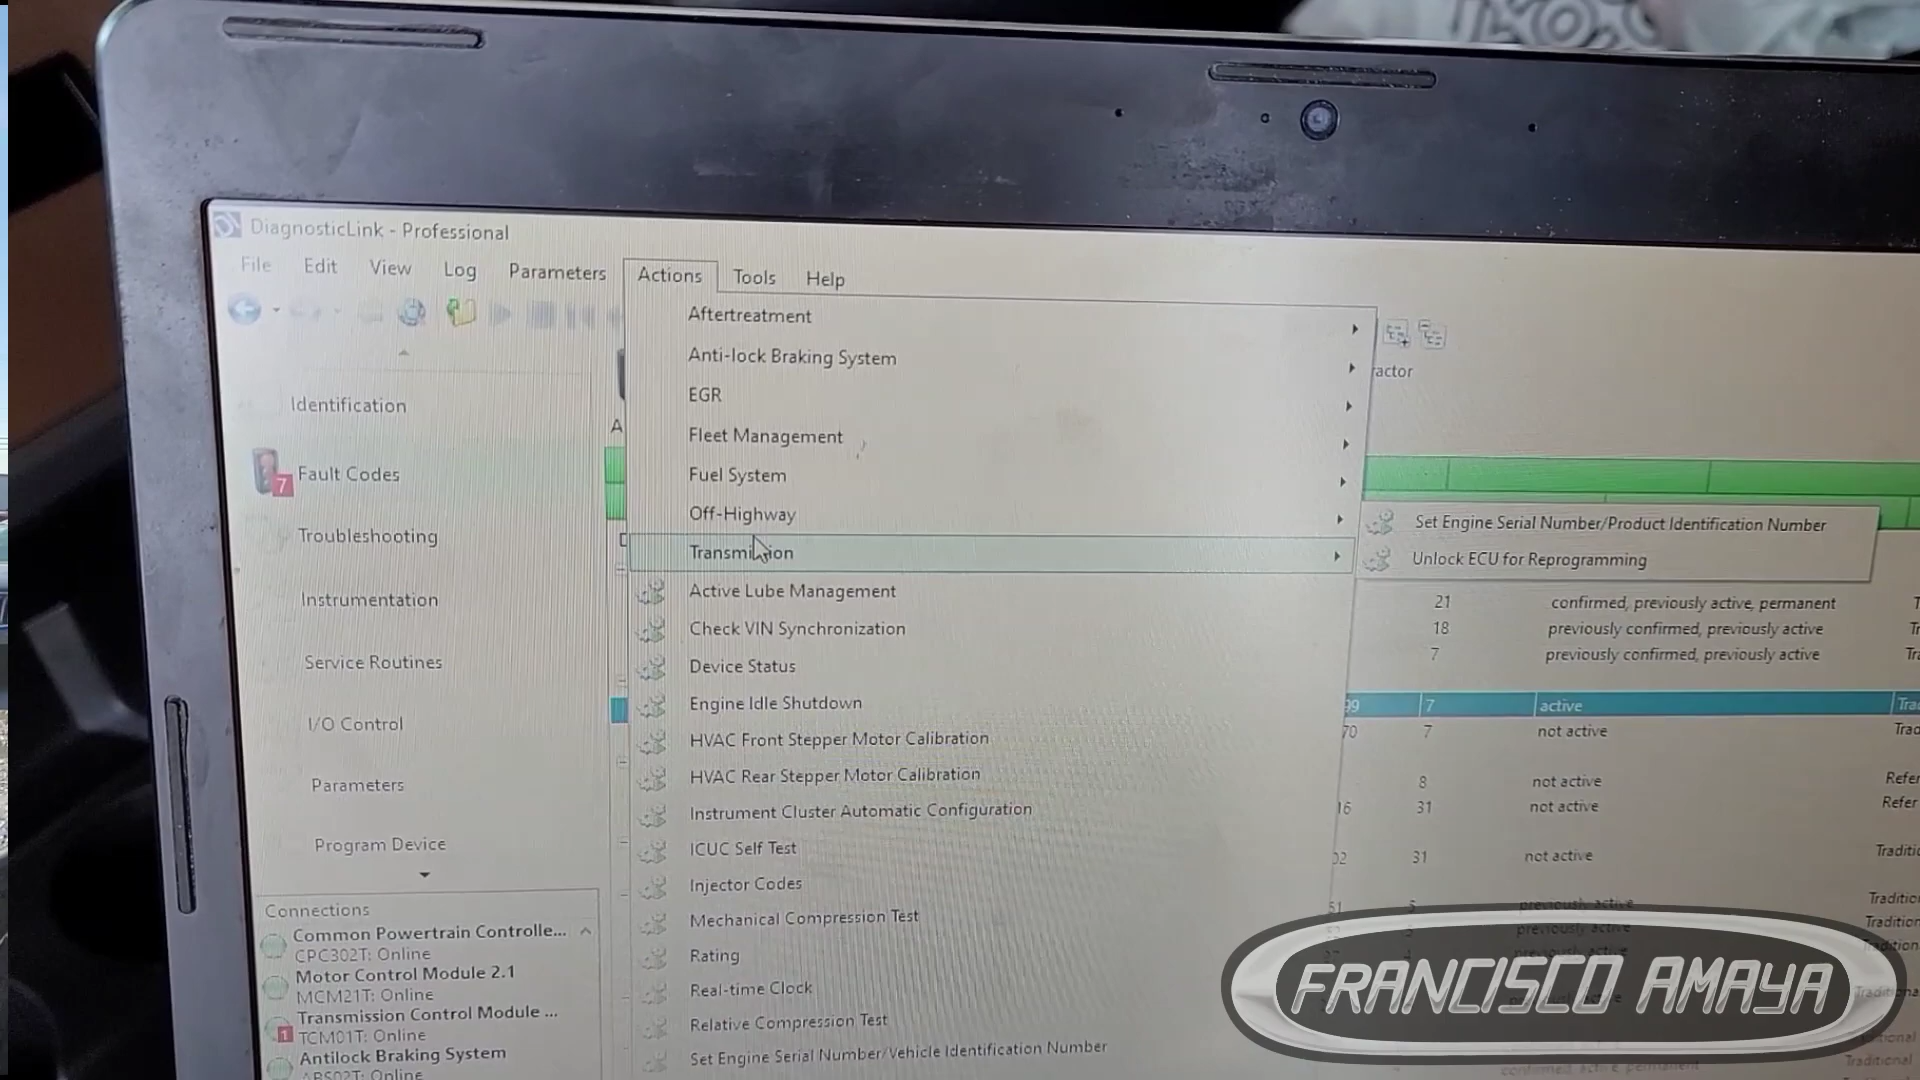 DiagnosticLink - Professional
File Edit View Log Parameters Actions Tools Help
Aftertreatment
Anti-lock Braking System
EGR
Fleet Management
Fuel System
Off-Highway
Transmission
Active Lube Management
Check VIN Synchronization
Device Status
Engine Idle Shutdown
HVAC Front Stepper Motor Calibration
HVAC Rear Stepper Motor Calibration
Instrument Cluster Automatic Configuration
ICUC Self Test
Injector Codes
Mechanical Compression Test
Rating
Real-time Clock
Relative Compression Test
Set Engine Serial Number/Vehicle Identification Number
Set Engine Serial Number/Product Identification Number
Unlock ECU for Reprogramming
Identification
7 Fault Codes
Troubleshooting
Instrumentation
Service Routines
I/O Control
Parameters
Program Device
Connections
Common Powertrain Controlle...
CPC302T: Online
Motor Control Module 2.1
MCM21T: Online
Transmission Control Module ...
1 TCM01T: Online
Antilock Braking System
ABS02T: Online
21 confirmed, previously active, permanent
18 previously confirmed, previously active
7 previously confirmed, previously active
7 active
7 not active
8 not active
31 not active
31 not active
5 previously active
FRANCISCO AMAYA